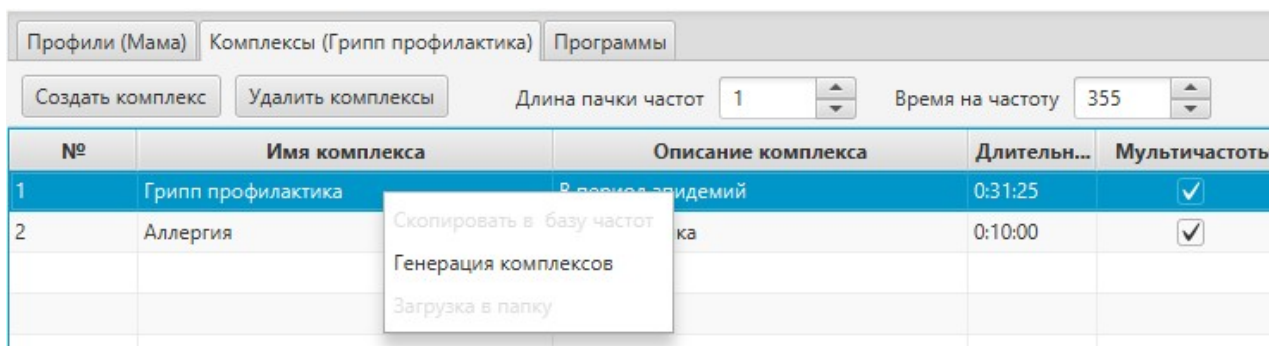 Профили (Мама) Комплексы (Грипп профилактика) Программы
Создать комплекс Удалить комплексы Длина пачки частот 1 Время на частоту 355
№ Имя комплекса Описание комплекса Длительн... Мультичастоты
1 Грипп профилактика В период эпидемий 0:31:25
Скопировать в базу частот
2 Аллергия ка 0:10:00
Генерация комплексов
Загрузка в папку